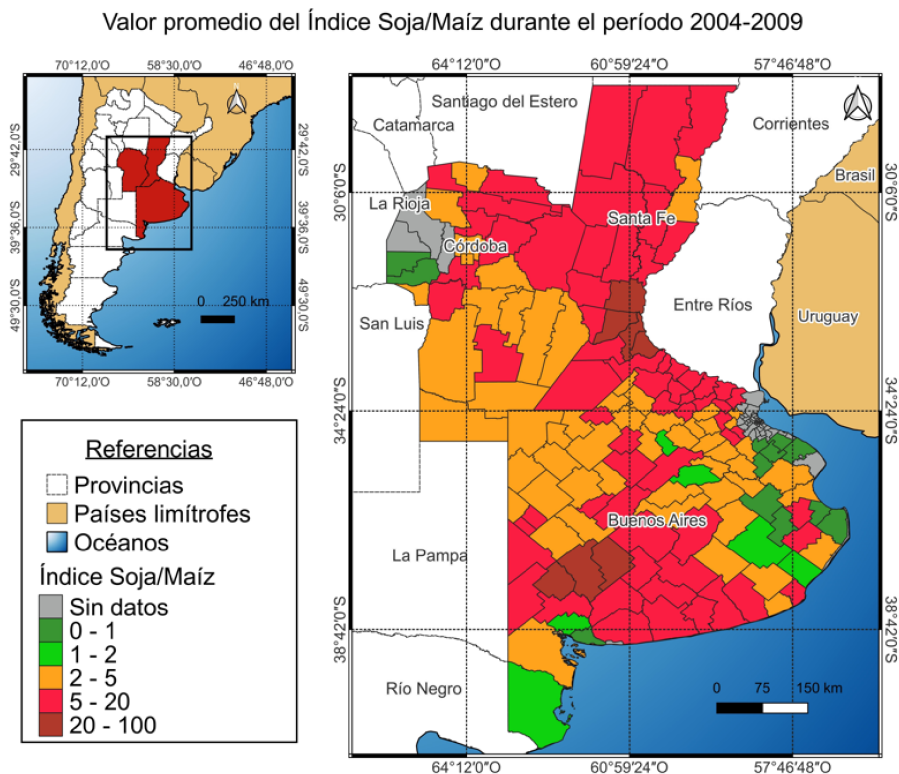 Valor promedio del Índice Soja/Maíz durante el período 2004-2009
70°12,0'O 58°30,0'O 46°48,0'O
29°42,0'S
39°36,0'S
49°30,0'S
29°42,0'S
39°36,0'S
49°30,0'S
0 250 km
70°12,0'O 58°30,0'O 46°48,0'O
Referencias
Provincias
Países limítrofes
Océanos
Índice Soja/Maíz
Sin datos
0 - 1
1 - 2
2 - 5
5 - 20
20 - 100
64°12'0"O 60°59'24"O 57°46'48"O
30°6'0"S
34°24'0"S
38°42'0"S
Santiago del Estero
Catamarca
Corrientes
Brasil
La Rioja
Santa Fe
Córdoba
Entre Ríos
San Luis
Uruguay
Buenos Aires
La Pampa
Río Negro
0 75 150 km
30°6'0"S
34°24'0"S
38°42'0"S
64°12'0"O 60°59'24"O 57°46'48"O